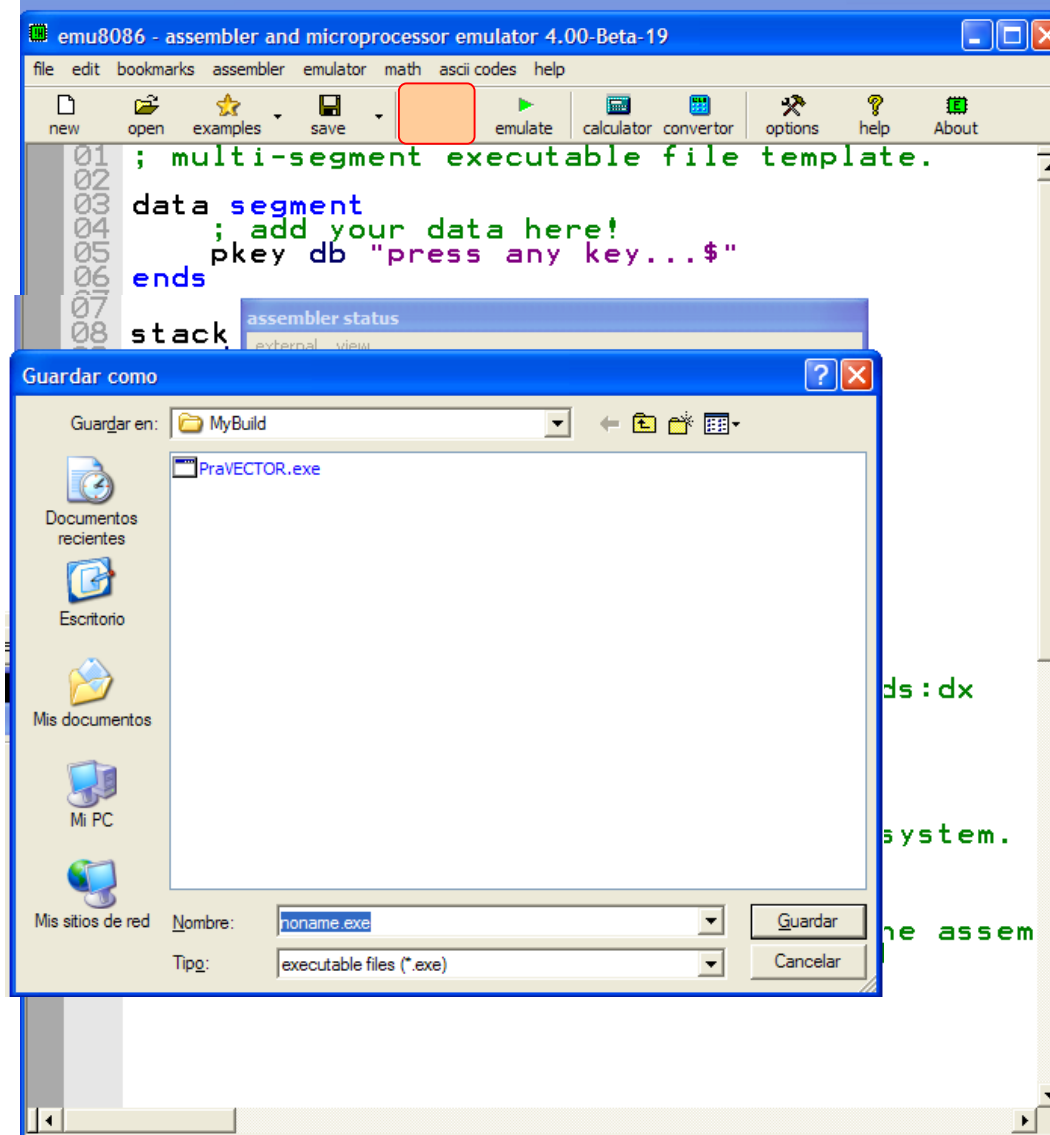 emu8086 - assembler and microprocessor emulator 4.00-Beta-19
file edit bookmarks assembler emulator math ascii codes help
new open examples save emulate calculator convertor options help About
01 ; multi-segment executable file template.
02
03 data segment
04 ; add your data here!
05 pkey db "press any key...$"
06 ends
07
08 stack
assembler status
external view
Guardar como
Guardar en: MyBuild
PraVECTOR.exe
Documentos recientes
Escritorio
Mis documentos
Mi PC
Mis sitios de red
Nombre: noname.exe Guardar
Tipo: executable files (*.exe) Cancelar
ds:dx
system.
he assem